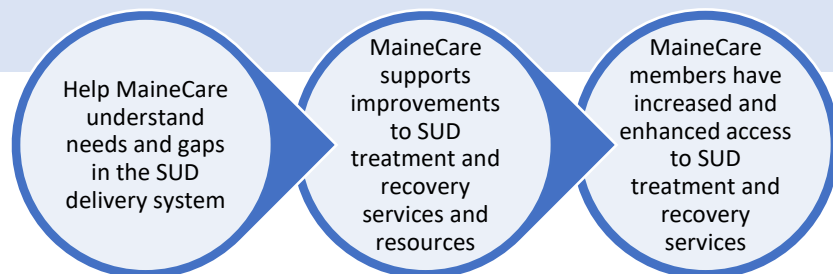 Help MaineCare
understand
needs and gaps
in the SUD
delivery system
MaineCare
supports
improvements
to SUD
treatment and
recovery
services and
resources
MaineCare
members have
increased and
enhanced access
to SUD
treatment and
recovery
services